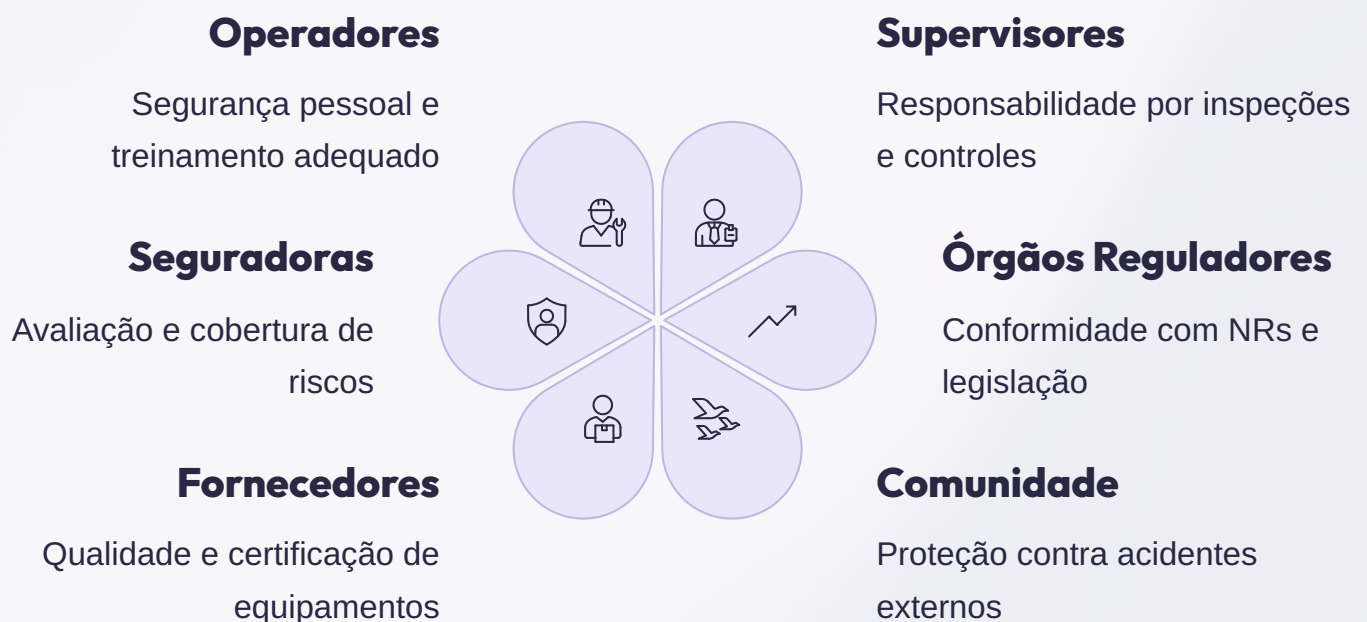 Operadores
Segurança pessoal e
treinamento adequado
Supervisores
Responsabilidade por inspeções
e controles
Seguradoras
Avaliação e cobertura de
riscos
Órgãos Reguladores
Conformidade com NRs e
legislação
Fornecedores
Qualidade e certificação de
equipamentos
Comunidade
Proteção contra acidentes
externos